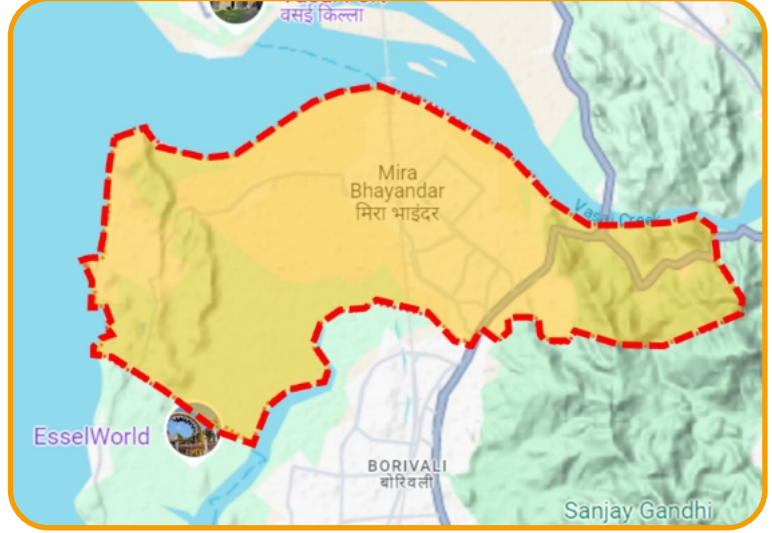 वसई किल्ला
Mira
Bhayandar
मिरा भाईंदर
Vasai Creek
EsselWorld
BORIVALI
बोरिवली
Sanjay Gandhi